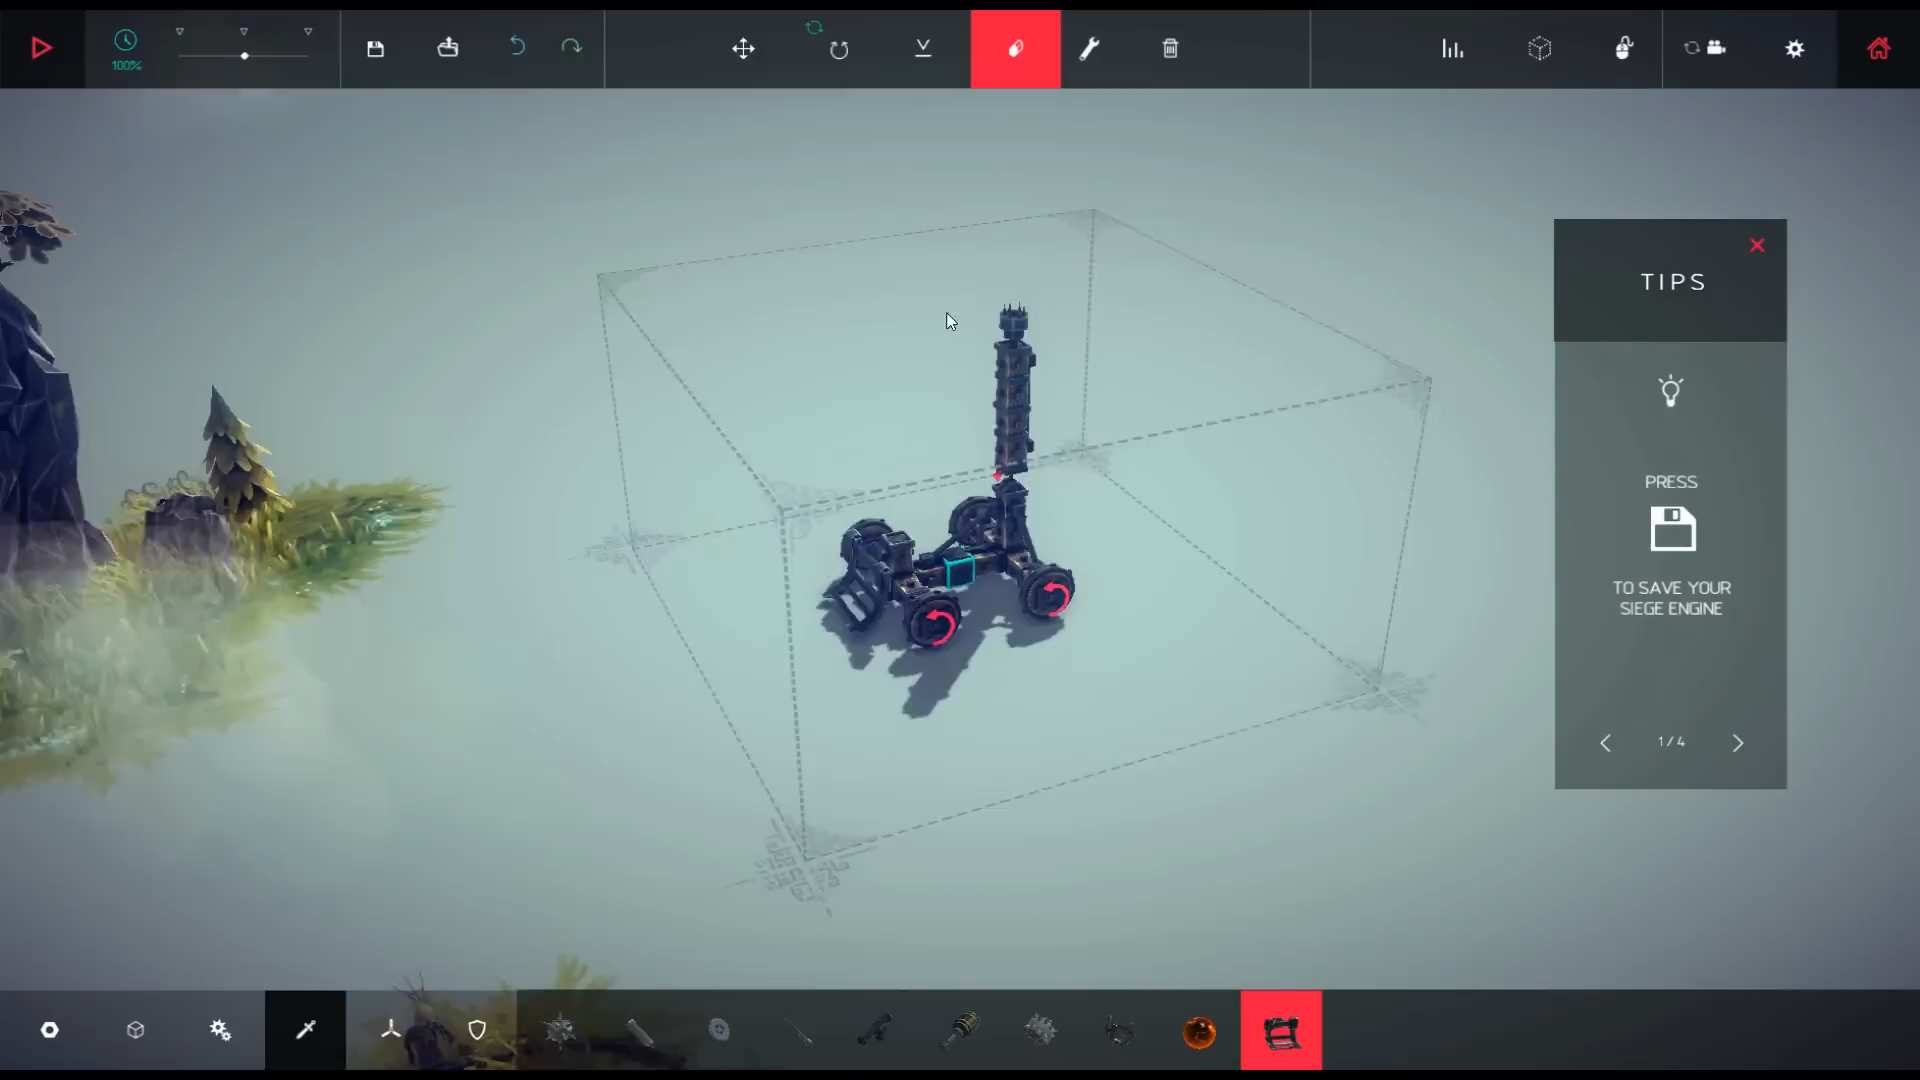 100%
TIPS
PRESS
TO SAVE YOUR
SIEGE ENGINE
1/4